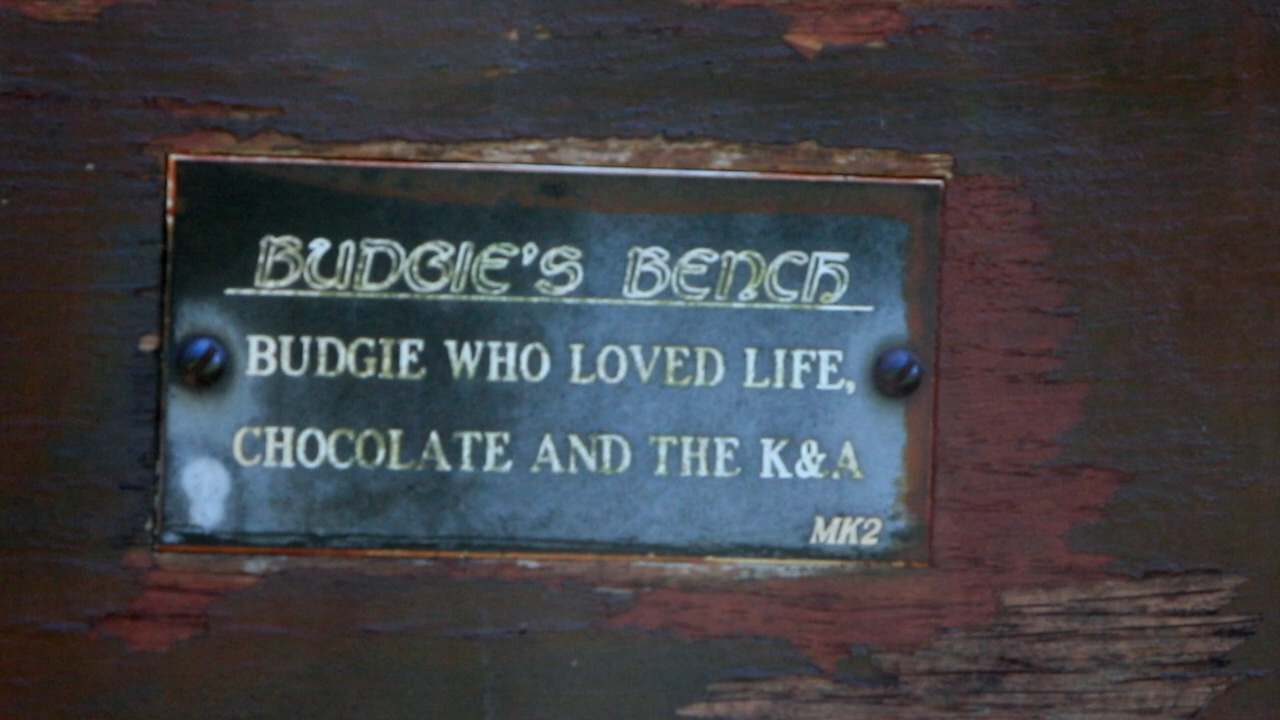 BUDGIE'S BENCH
BUDGIE WHO LOVED LIFE,
CHOCOLATE AND THE K&A
MK2